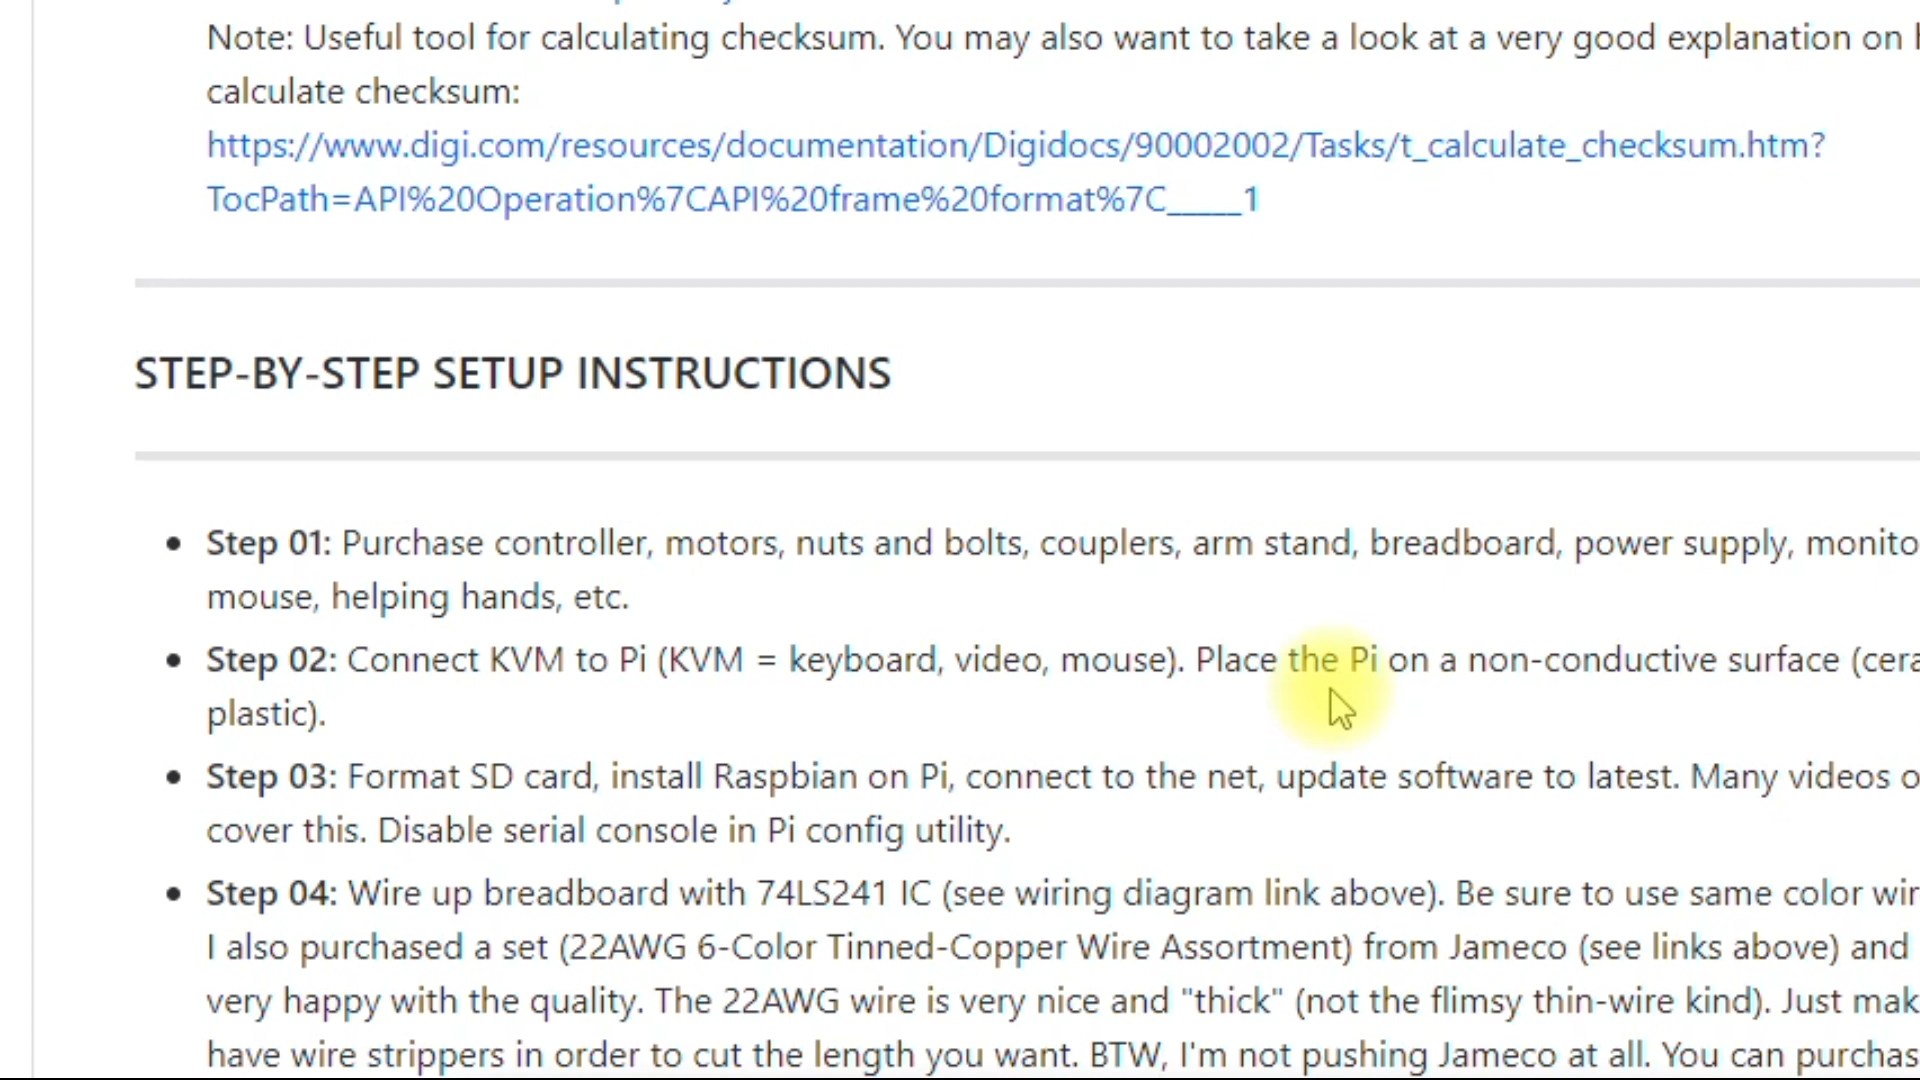 Note: Useful tool for calculating checksum. You may also want to take a look at a very good explanation on
calculate checksum:
https://www.digi.com/resources/documentation/Digidocs/90002002/Tasks/t_calculate_checksum.htm?
TocPath=API%20Operation%7CAPI%20frame%20format%7C_____1
STEP-BY-STEP SETUP INSTRUCTIONS
• Step 01: Purchase controller, motors, nuts and bolts, couplers, arm stand, breadboard, power supply, monito
mouse, helping hands, etc.
• Step 02: Connect KVM to Pi (KVM = keyboard, video, mouse). Place the Pi on a non-conductive surface (cera
plastic).
• Step 03: Format SD card, install Raspbian on Pi, connect to the net, update software to latest. Many videos o
cover this. Disable serial console in Pi config utility.
• Step 04: Wire up breadboard with 74LS241 IC (see wiring diagram link above). Be sure to use same color wir
I also purchased a set (22AWG 6-Color Tinned-Copper Wire Assortment) from Jameco (see links above) and
very happy with the quality. The 22AWG wire is very nice and "thick" (not the flimsy thin-wire kind). Just mak
have wire strippers in order to cut the length you want. BTW, I'm not pushing Jameco at all. You can purchas